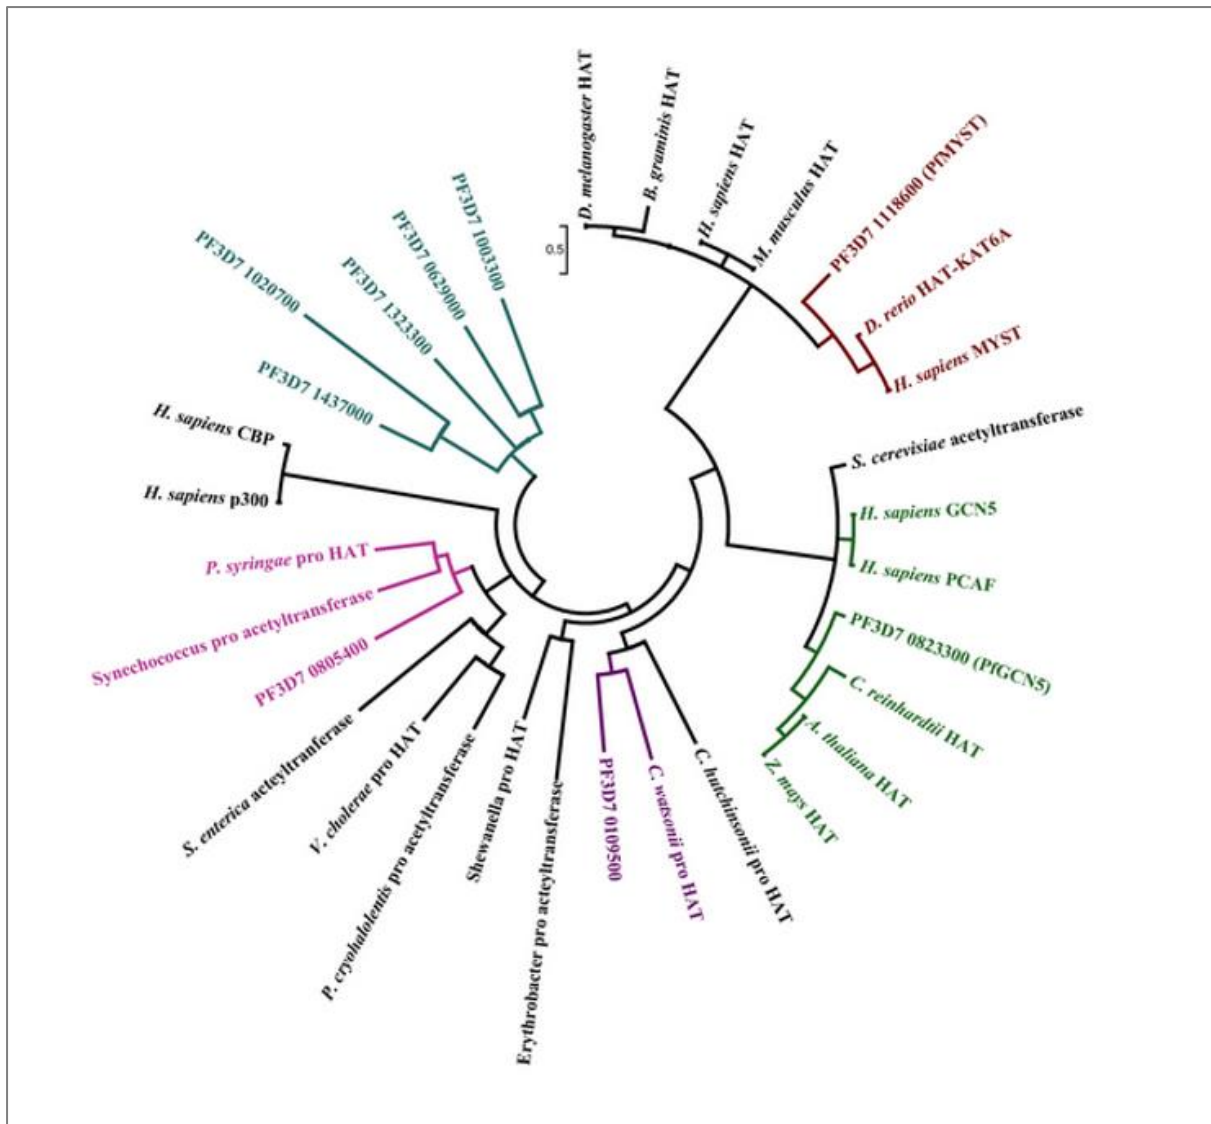 D. melanogaster HAT
B. graminis HAT
H. sapiens HAT
M. musculus HAT
PF3D7 1118600 (PfMYST)
D. rerio HAT-KAT6A
H. sapiens MYST
S. cerevisiae acetyltransferase
H. sapiens GCN5
H. sapiens PCAF
PF3D7 0823300 (PfGCN5)
C. reinhardtii HAT
A. thaliana HAT
Z. mays HAT
C. hutchinsonii pro HAT
C. watsonii pro HAT
PF3D7 0109500
Erythrobacter pro acteyltransferase
Shewanella pro HAT
P. cryohalolentis pro acetyltransferase
V. cholerae pro HAT
S. enterica acteyltranferase
PF3D7 0805400
Synechococcus pro acetyltransferase
P. syringae pro HAT
H. sapiens p300
H. sapiens CBP
PF3D7 1437000
PF3D7 1020700
PF3D7 1323300
PF3D7 0629000
PF3D7 1003300
0.5